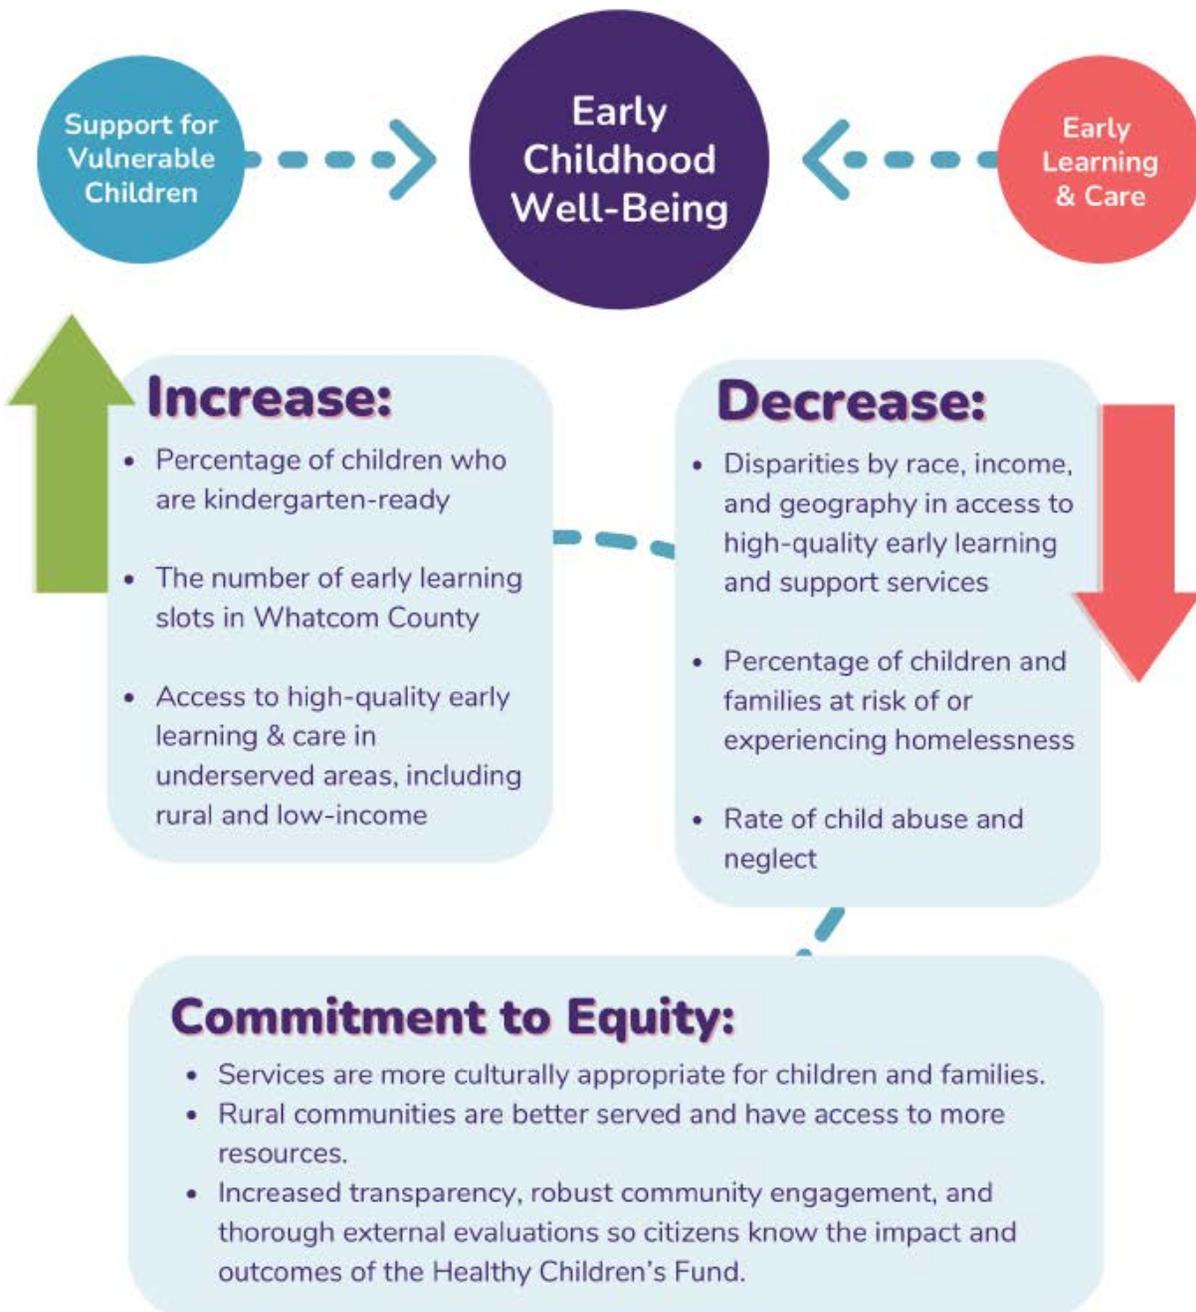 Support for
Vulnerable
Children
Early
Childhood
Well-Being
Early
Learning
& Care
Increase:
• Percentage of children who
are kindergarten-ready
• The number of early learning
slots in Whatcom County
• Access to high-quality early
learning & care in
underserved areas, including
rural and low-income
Decrease:
• Disparities by race, income,
and geography in access to
high-quality early learning
and support services
• Percentage of children and
families at risk of or
experiencing homelessness
• Rate of child abuse and
neglect
Commitment to Equity:
• Services are more culturally appropriate for children and families.
• Rural communities are better served and have access to more
resources.
• Increased transparency, robust community engagement, and
thorough external evaluations so citizens know the impact and
outcomes of the Healthy Children's Fund.